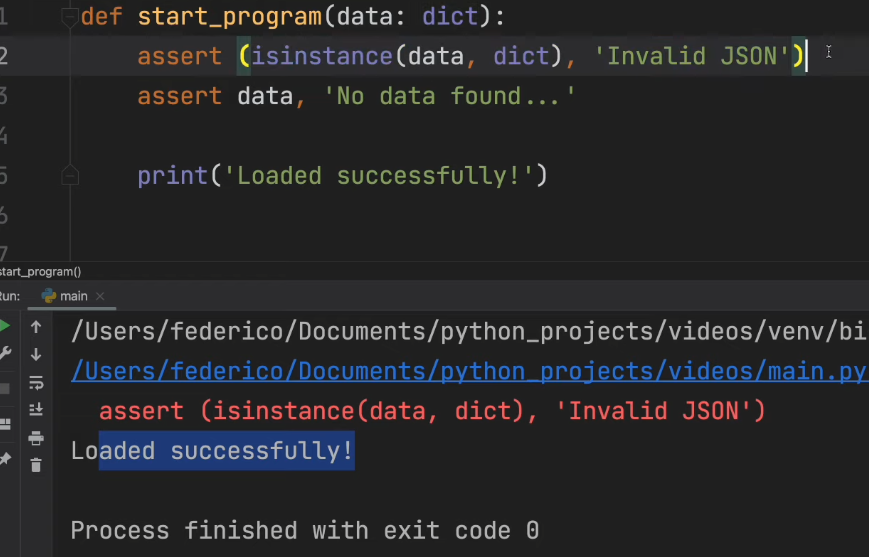 1 def start_program(data: dict):
2 assert (isinstance(data, dict), 'Invalid JSON')
3 assert data, 'No data found...'
4
5 print('Loaded successfully!')
6
7
start_program()
Run: main
/Users/federico/Documents/python_projects/videos/venv/bi
/Users/federico/Documents/python_projects/videos/main.py
assert (isinstance(data, dict), 'Invalid JSON')
Loaded successfully!
Process finished with exit code 0